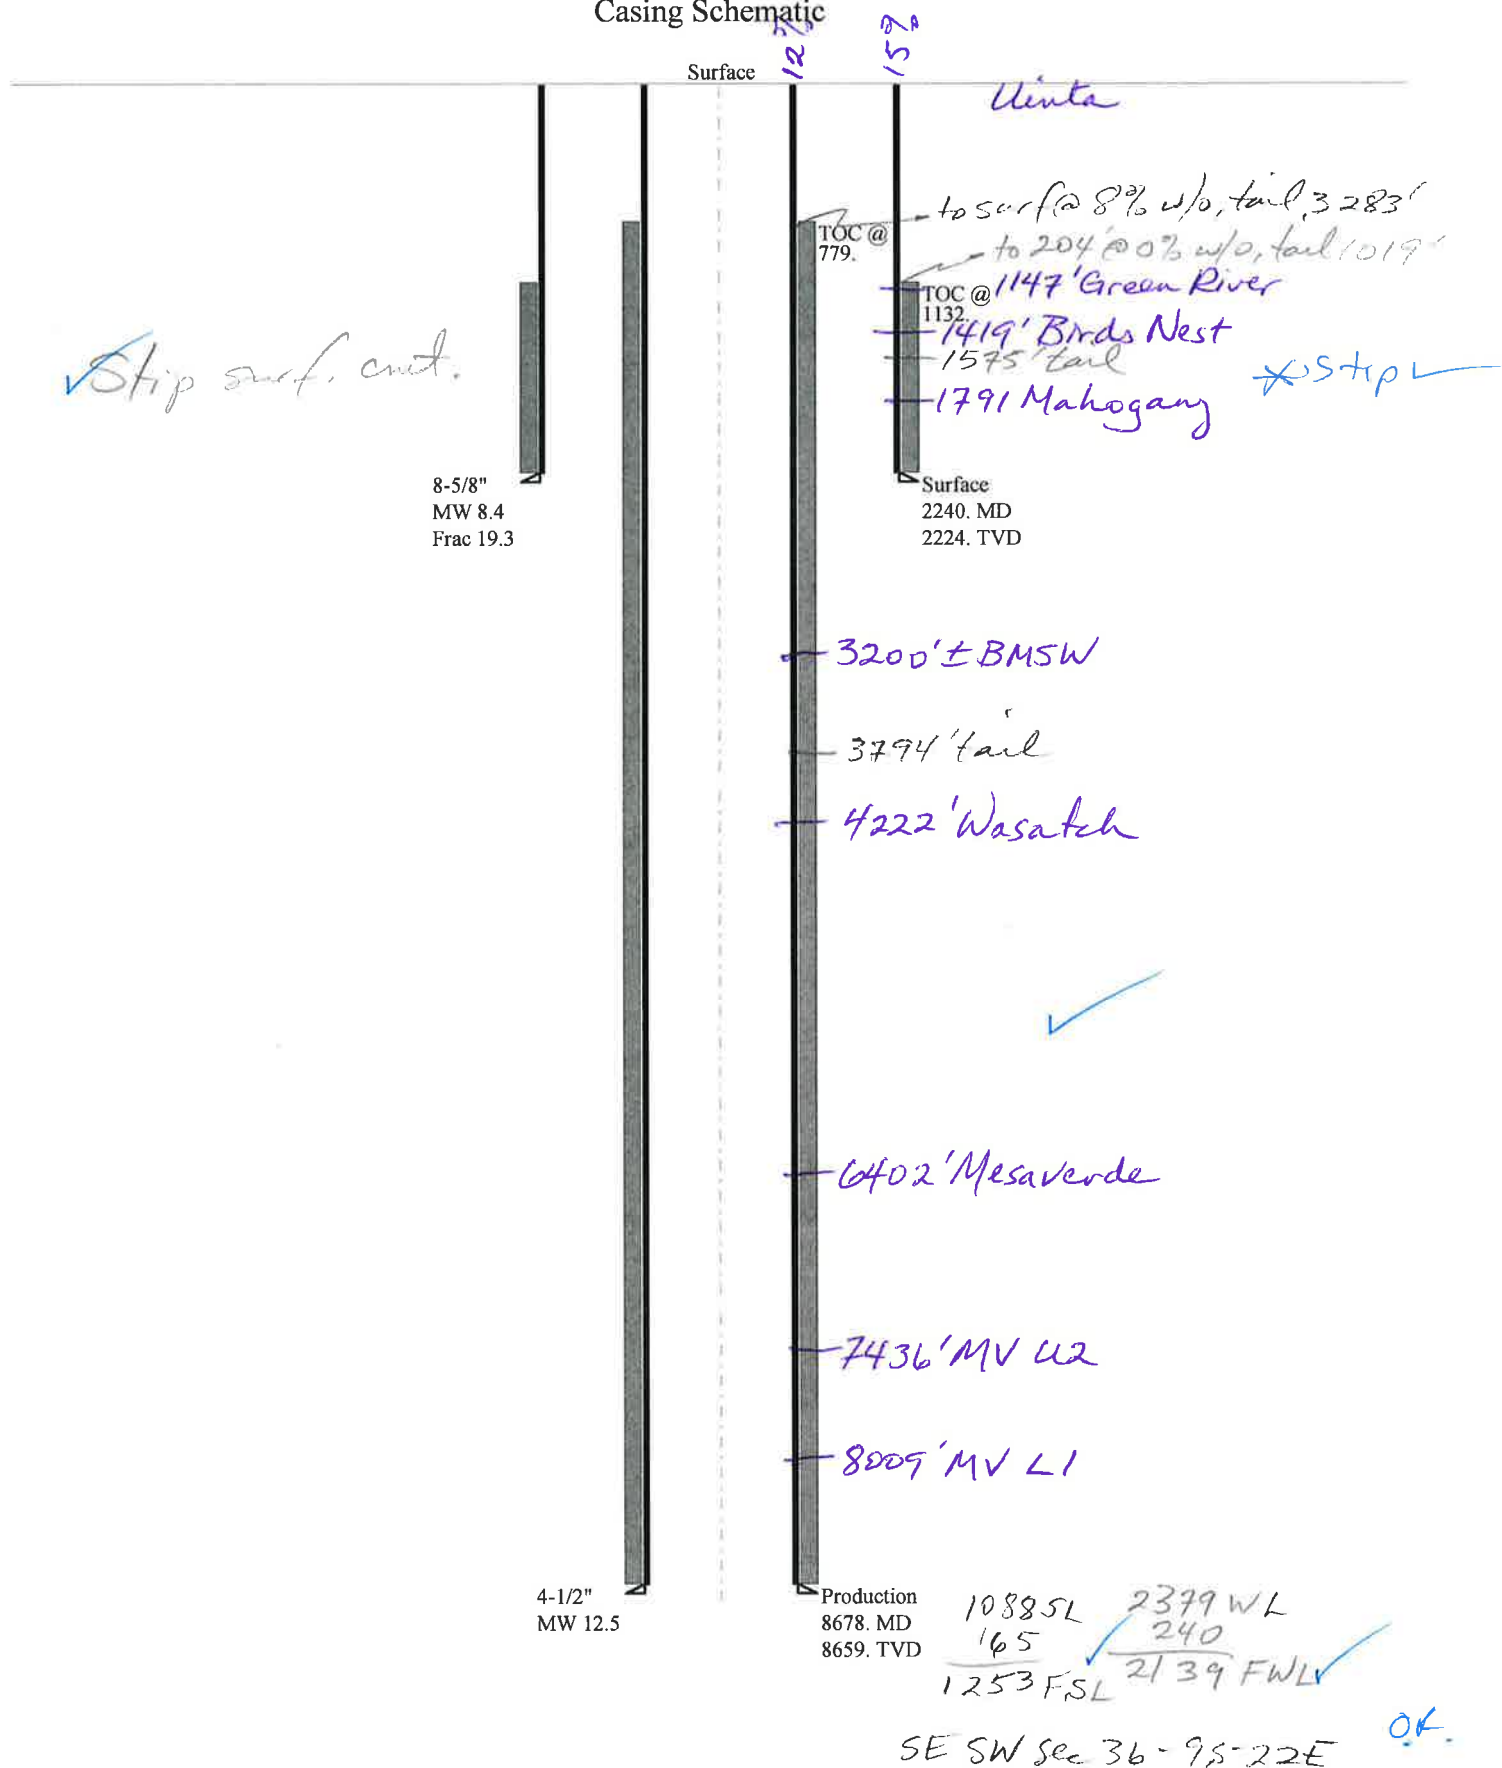 Casing Schematic
12%
15%
Surface
Uinta
to surf @ 8% w/o, tail 3283'
TOC @
779.
to 204' @ 0% w/o, tail 1019'
TOC @
1132.
1147' Green River
1419' Birds Nest
1575' tail
1791 Mahogany
✓Stip surf. cmt.
*Stip ✓
8-5/8"
MW 8.4
Frac 19.3
Surface
2240. MD
2224. TVD
3200'± BMSW
3794' tail
4222' Wasatch
6402' Mesaverde
7436' MV U2
8009' MV L1
4-1/2"
MW 12.5
Production
8678. MD
8659. TVD
1088 SL
165
1253 FSL
2379 WL
240
2139 FWL
SE SW Sec 36-9S-22E
O.K.